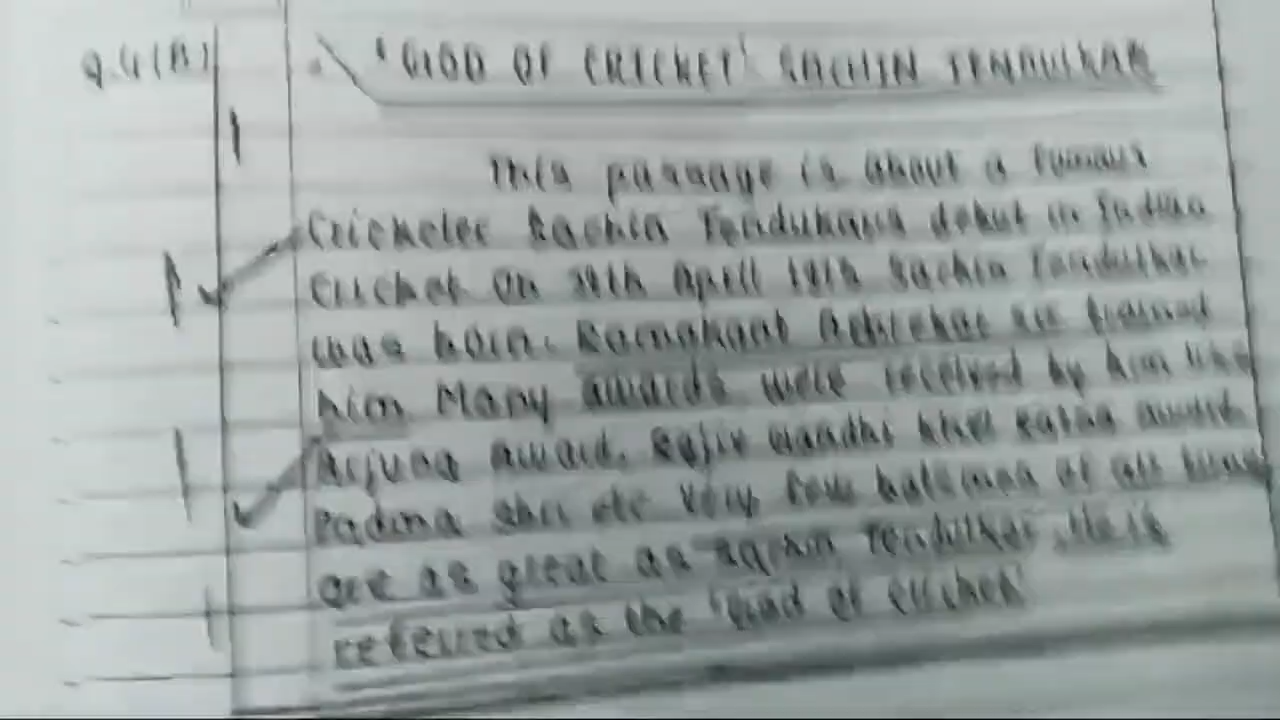 Q.4(B)
'GOD OF CRICKET' SACHIN TENDULKAR
This passage is about a famous
Cricketer Sachin Tendulkar's debut in Indian
Cricket On 24th April Sachin Tendulkar
was born. Ramakant Achrekar trained
him Many awards were received by him like
Arjuna award, Rajiv Gandhi khel Ratna award
Padma shri etc Very few batsman of all time
are as great as Sachin Tendulkar. He is
referred as the 'God of cricket'